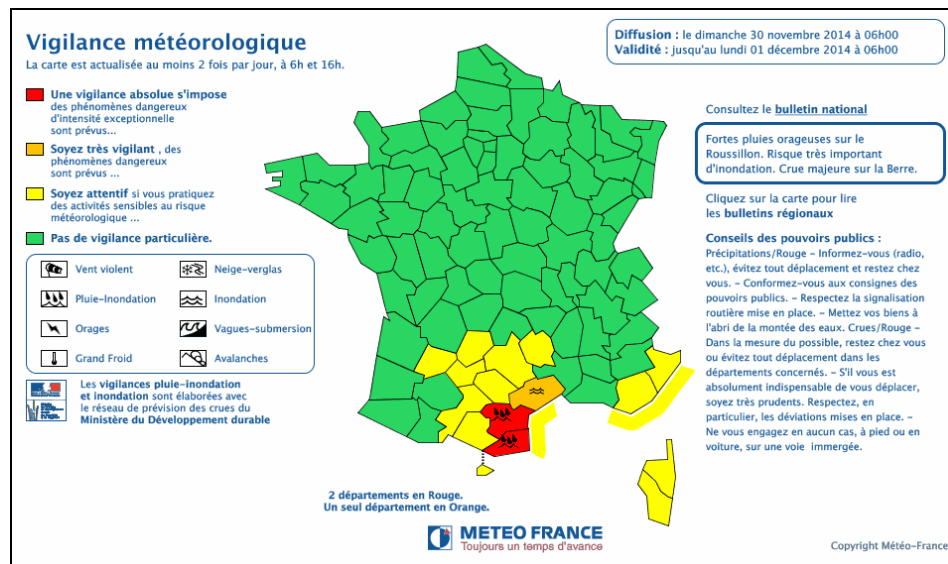 Vigilance météorologique
La carte est actualisée au moins 2 fois par jour, à 6h et 16h.
Diffusion : le dimanche 30 novembre 2014 à 06h00
Validité : jusqu'au lundi 01 décembre 2014 à 06h00
Une vigilance absolue s'impose
des phénomènes dangereux
d'intensité exceptionnelle
sont prévus...
Soyez très vigilant , des
phénomènes dangereux
sont prévus ...
Soyez attentif si vous pratiquez
des activités sensibles au risque
météorologique ...
Pas de vigilance particulière.
Vent violent
Neige-verglas
Pluie-Inondation
Inondation
Orages
Vagues-submersion
Grand Froid
Avalanches
Les vigilances pluie-inondation
et inondation sont élaborées avec
le réseau de prévision des crues du
Ministère du Développement durable
Consultez le bulletin national
Fortes pluies orageuses sur le
Roussillon. Risque très important
d'inondation. Crue majeure sur la Berre.
Cliquez sur la carte pour lire
les bulletins régionaux
Conseils des pouvoirs publics :
Précipitations/Rouge - Informez-vous (radio,
etc.), évitez tout déplacement et restez chez
vous. - Conformez-vous aux consignes des
pouvoirs publics. - Respectez la signalisation
routière mise en place. - Mettez vos biens à
l'abri de la montée des eaux. Crues/Rouge -
Dans la mesure du possible, restez chez vous
ou évitez tout déplacement dans les
départements concernés. - S'il vous est
absolument indispensable de vous déplacer,
soyez très prudents. Respectez, en
particulier, les déviations mises en place. -
Ne vous engagez en aucun cas, à pied ou en
voiture, sur une voie immergée.
2 départements en Rouge.
Un seul département en Orange.
METEO FRANCE
Toujours un temps d'avance
Copyright Météo-France